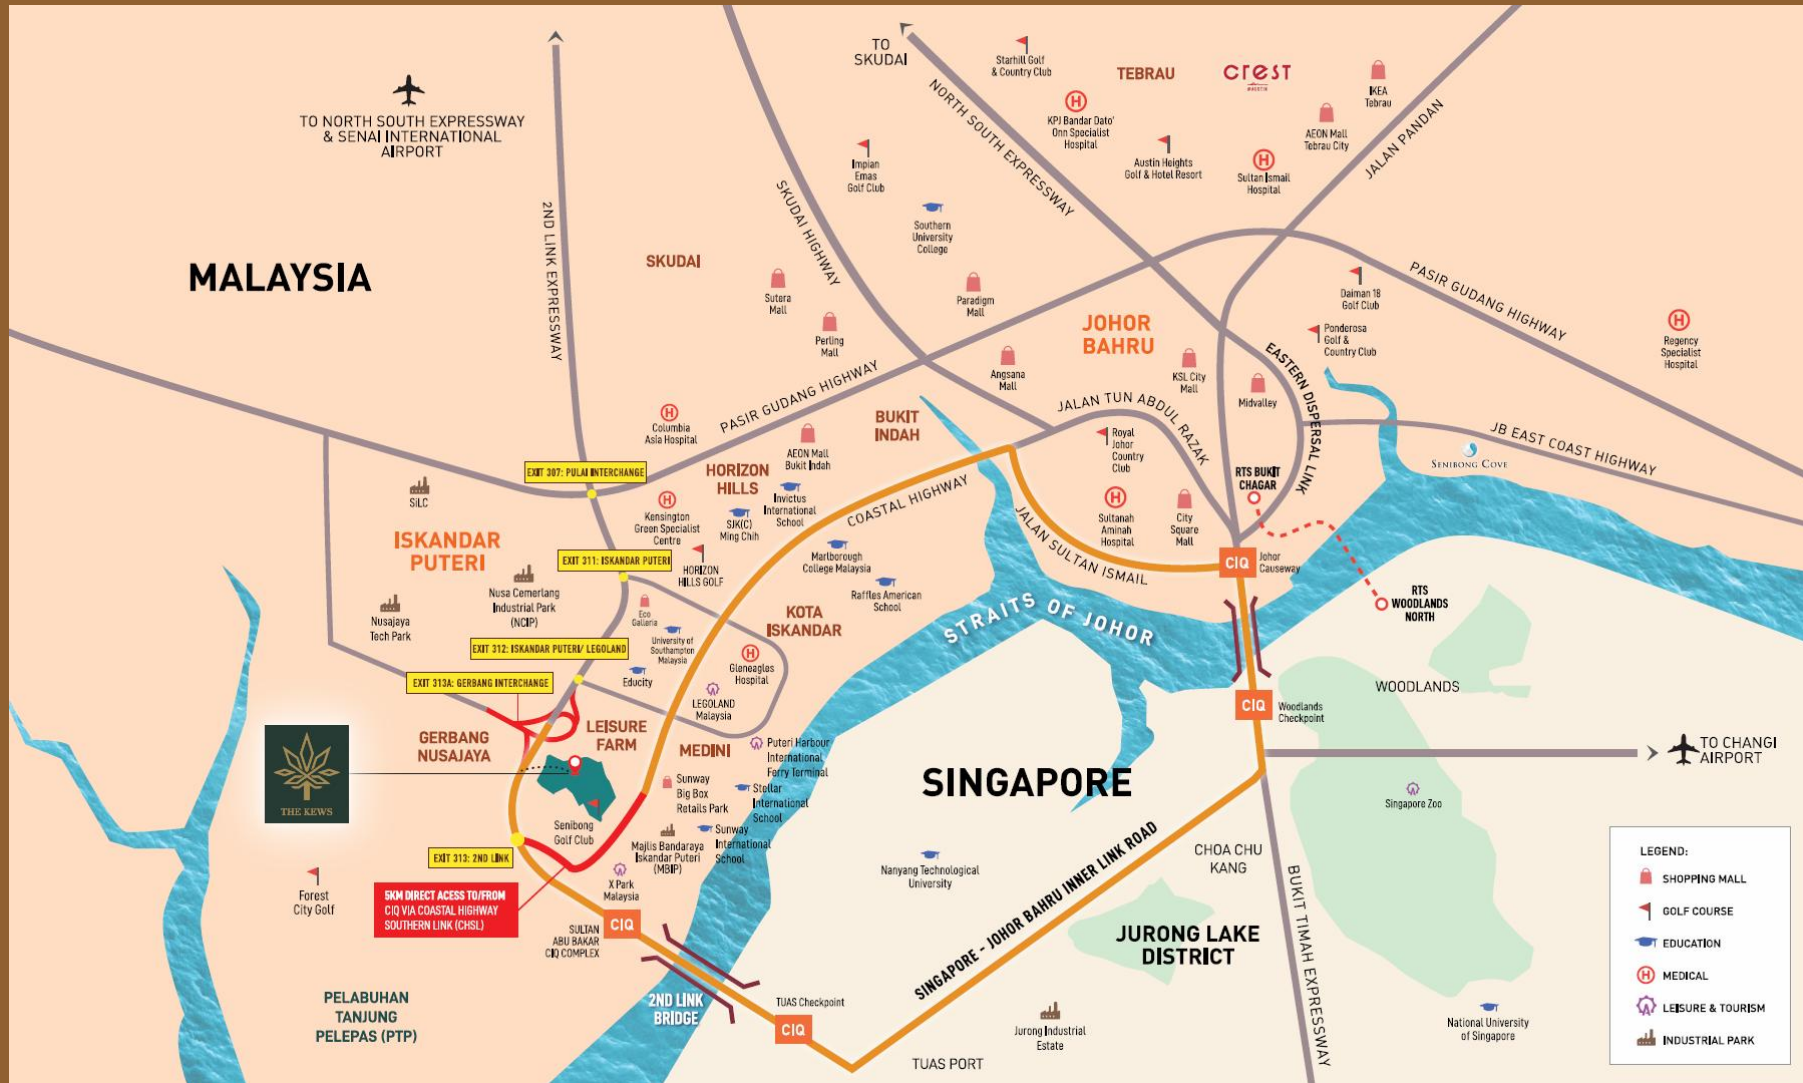 TO NORTH SOUTH EXPRESSWAY
& SENAI INTERNATIONAL
AIRPORT
2ND LINK EXPRESSWAY
MALAYSIA
SKUDAI
SKUDAI HIGHWAY
TO
SKUDAI
NORTH SOUTH EXPRESSWAY
Starhill Golf
& Country Club
TEBRAU
crest
IKEA
Tebrau
KPJ Bandar Dato'
Onn Specialist
Hospital
AEON Mall
Tebrau City
JALAN PANDAN
Impian
Emas
Golf Club
Austin Heights
Golf & Hotel Resort
Sultan Ismail
Hospital
Southern
University
College
Sutera
Mall
Perling
Mall
Paradigm
Mall
JOHOR
BAHRU
Daiman 18
Golf Club
PASIR GUDANG HIGHWAY
Ponderosa
Golf &
Country Club
Regency
Specialist
Hospital
Angsana
Mall
KSL City
Mall
Midvalley
EASTERN DISPERSAL LINK
PASIR GUDANG HIGHWAY
Columbia
Asia Hospital
BUKIT
INDAH
JALAN TUN ABDUL RAZAK
Royal
Johor
Country
Club
JB EAST COAST HIGHWAY
SENIBONG COVE
AEON Mall
Bukit Indah
EXIT 307: PULAI INTERCHANGE
HORIZON
HILLS
Invictus
International
School
COASTAL HIGHWAY
RTS BUKIT
CHAGAR
SiLC
Kensington
Green Specialist
Centre
SJK(C)
Ming Chih
Sultanah
Aminah
Hospital
City
Square
Mall
JALAN SULTAN ISMAIL
ISKANDAR
PUTERI
EXIT 311: ISKANDAR PUTERI
HORIZON
HILLS GOLF
Marlborough
College Malaysia
CIQ
Johor
Causeway
Nusa Cemerlang
Industrial Park
(NCIP)
Raffles American
School
RTS
WOODLANDS
NORTH
Nusajaya
Tech Park
Eco
Galleria
KOTA
ISKANDAR
STRAITS OF JOHOR
EXIT 312: ISKANDAR PUTERI/ LEGOLAND
University of
Southampton
Malaysia
Gleneagles
Hospital
EXIT 313A: GERBANG INTERCHANGE
Educity
LEGOLAND
Malaysia
WOODLANDS
CIQ
Woodlands
Checkpoint
GERBANG
NUSAJAYA
LEISURE
FARM
MEDINI
Puteri Harbour
International
Ferry Terminal
TO CHANGI
AIRPORT
THE KEWS
Sunway
Big Box
Retails Park
Stellar
International
School
SINGAPORE
Singapore Zoo
Senibong
Golf Club
Majlis Bandaraya
Iskandar Puteri
(MBIP)
Sunway
International
School
EXIT 313: 2ND LINK
X Park
Malaysia
Nanyang Technological
University
SINGAPORE - JOHOR BAHRU INNER LINK ROAD
CHOA CHU
KANG
BUKIT TIMAH EXPRESSWAY
Forest
City Golf
5KM DIRECT ACESS TO/FROM
CIQ VIA COASTAL HIGHWAY
SOUTHERN LINK (CHSL)
SULTAN
ABU BAKAR
CIQ COMPLEX
CIQ
JURONG LAKE
DISTRICT
PELABUHAN
TANJUNG
PELEPAS (PTP)
2ND LINK
BRIDGE
TUAS Checkpoint
CIQ
Jurong Industrial
Estate
TUAS PORT
National University
of Singapore
LEGEND:
SHOPPING MALL
GOLF COURSE
EDUCATION
H MEDICAL
LEISURE & TOURISM
INDUSTRIAL PARK